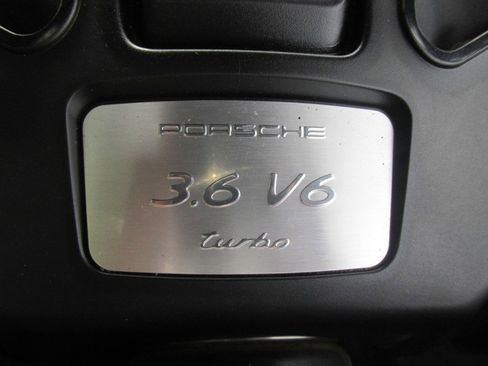 PORSCHE
3.6 V6
turbo